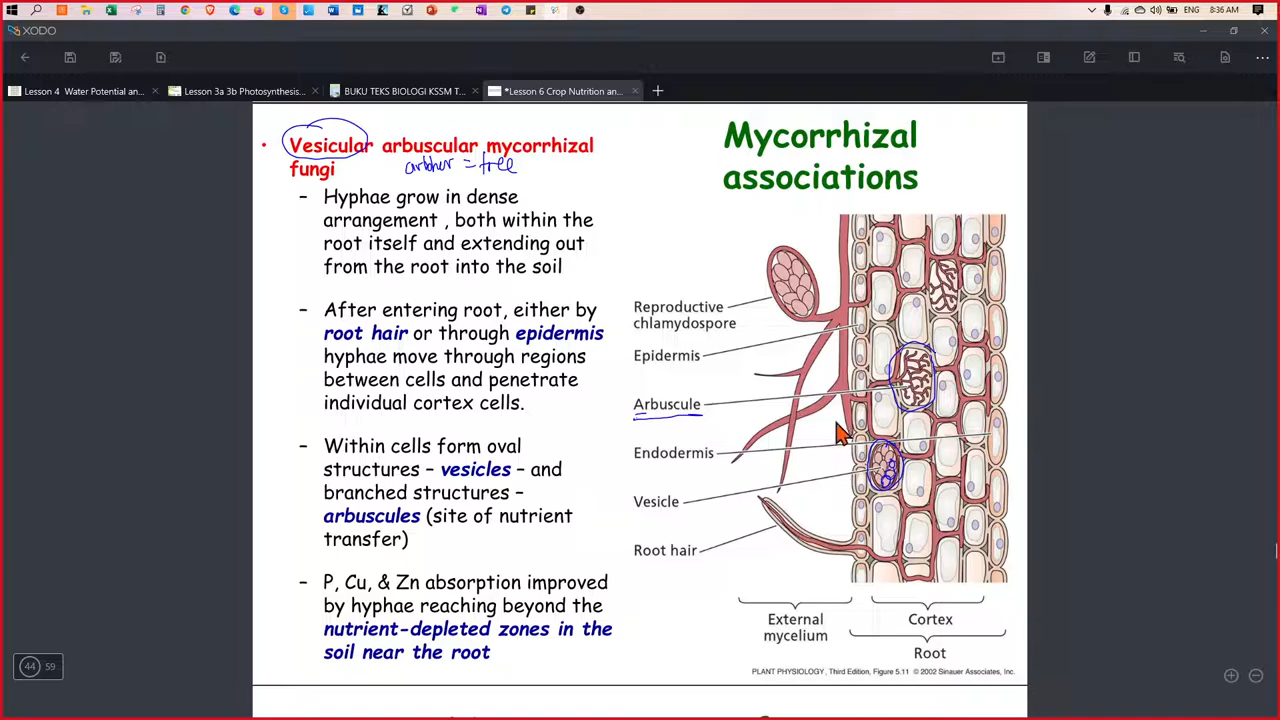 ENG
8:36 AM
XODO
Lesson 4 Water Potential an...
Lesson 3a 3b Photosynthesis...
BUKU TEKS BIOLOGI KSSM T...
*Lesson 6 Crop Nutrition an...
• Vesicular arbuscular mycorrhizal
fungi
= tree
– Hyphae grow in dense
arrangement , both within the
root itself and extending out
from the root into the soil
– After entering root, either by
root hair or through epidermis
hyphae move through regions
between cells and penetrate
individual cortex cells.
– Within cells form oval
structures – vesicles – and
branched structures –
arbuscules (site of nutrient
transfer)
– P, Cu, & Zn absorption improved
by hyphae reaching beyond the
nutrient-depleted zones in the
soil near the root
Mycorrhizal
associations
Reproductive
chlamydospore
Epidermis
Arbuscule
Endodermis
Vesicle
Root hair
External
mycelium
Cortex
Root
PLANT PHYSIOLOGY, Third Edition, Figure 5.11 © 2002 Sinauer Associates, Inc.
44 59